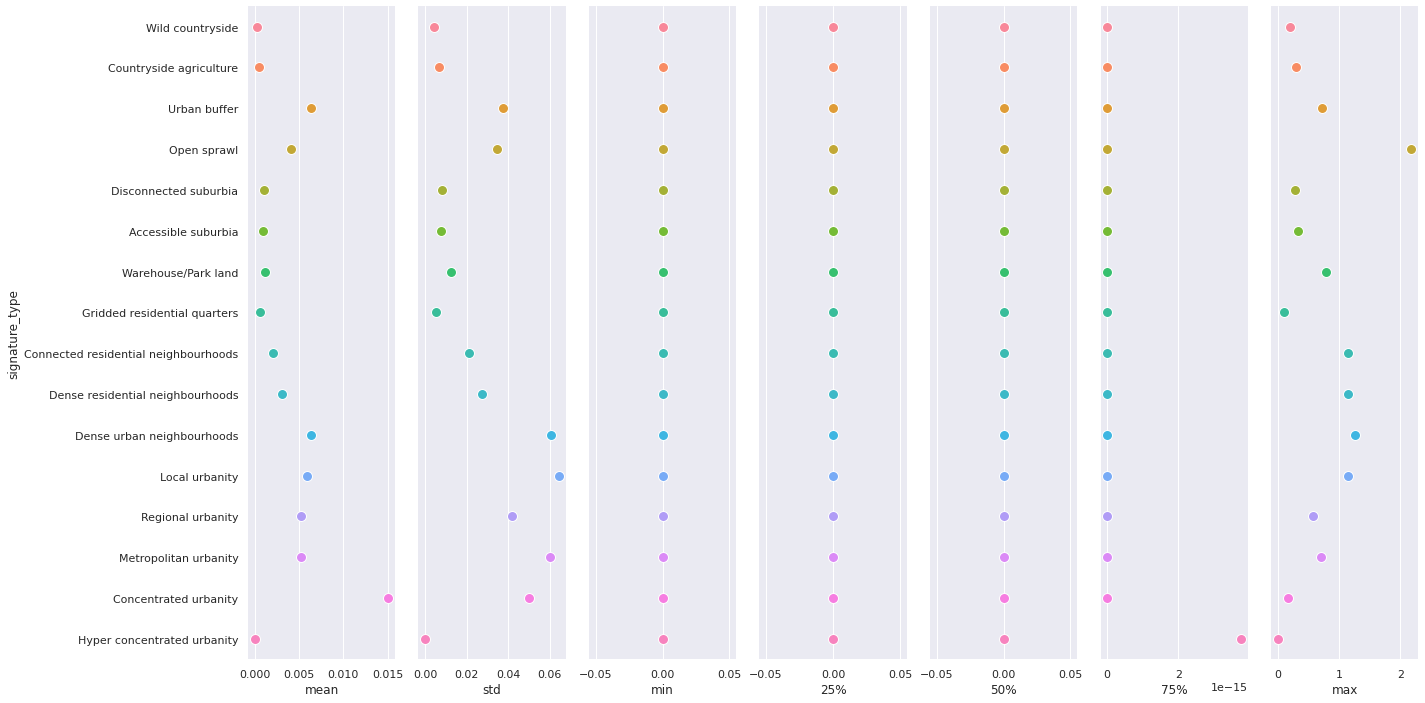 signature_type
Wild countryside
Countryside agriculture
Urban buffer
Open sprawl
Disconnected suburbia
Accessible suburbia
Warehouse/Park land
Gridded residential quarters
Connected residential neighbourhoods
Dense residential neighbourhoods
Dense urban neighbourhoods
Local urbanity
Regional urbanity
Metropolitan urbanity
Concentrated urbanity
Hyper concentrated urbanity
0.000 0.005 0.010 0.015
mean
0.00 0.02 0.04 0.06
std
−0.05 0.00 0.05
min
−0.05 0.00 0.05
25%
−0.05 0.00 0.05
50%
0 2
1e−15
75%
0 1 2
max